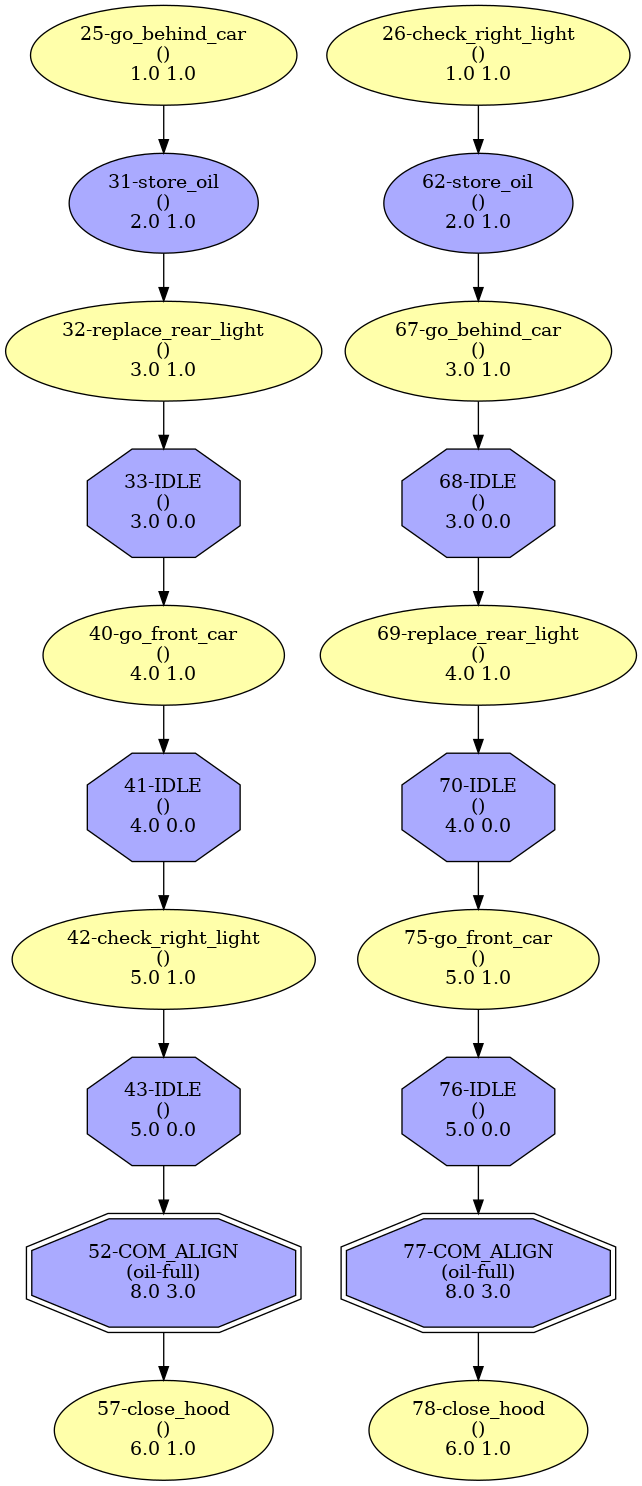 25-go_behind_car
()
1.0 1.0
26-check_right_light
()
1.0 1.0
31-store_oil
()
2.0 1.0
62-store_oil
()
2.0 1.0
32-replace_rear_light
()
3.0 1.0
67-go_behind_car
()
3.0 1.0
33-IDLE
()
3.0 0.0
68-IDLE
()
3.0 0.0
40-go_front_car
()
4.0 1.0
69-replace_rear_light
()
4.0 1.0
41-IDLE
()
4.0 0.0
70-IDLE
()
4.0 0.0
42-check_right_light
()
5.0 1.0
75-go_front_car
()
5.0 1.0
43-IDLE
()
5.0 0.0
76-IDLE
()
5.0 0.0
52-COM_ALIGN
(oil-full)
8.0 3.0
77-COM_ALIGN
(oil-full)
8.0 3.0
57-close_hood
()
6.0 1.0
78-close_hood
()
6.0 1.0